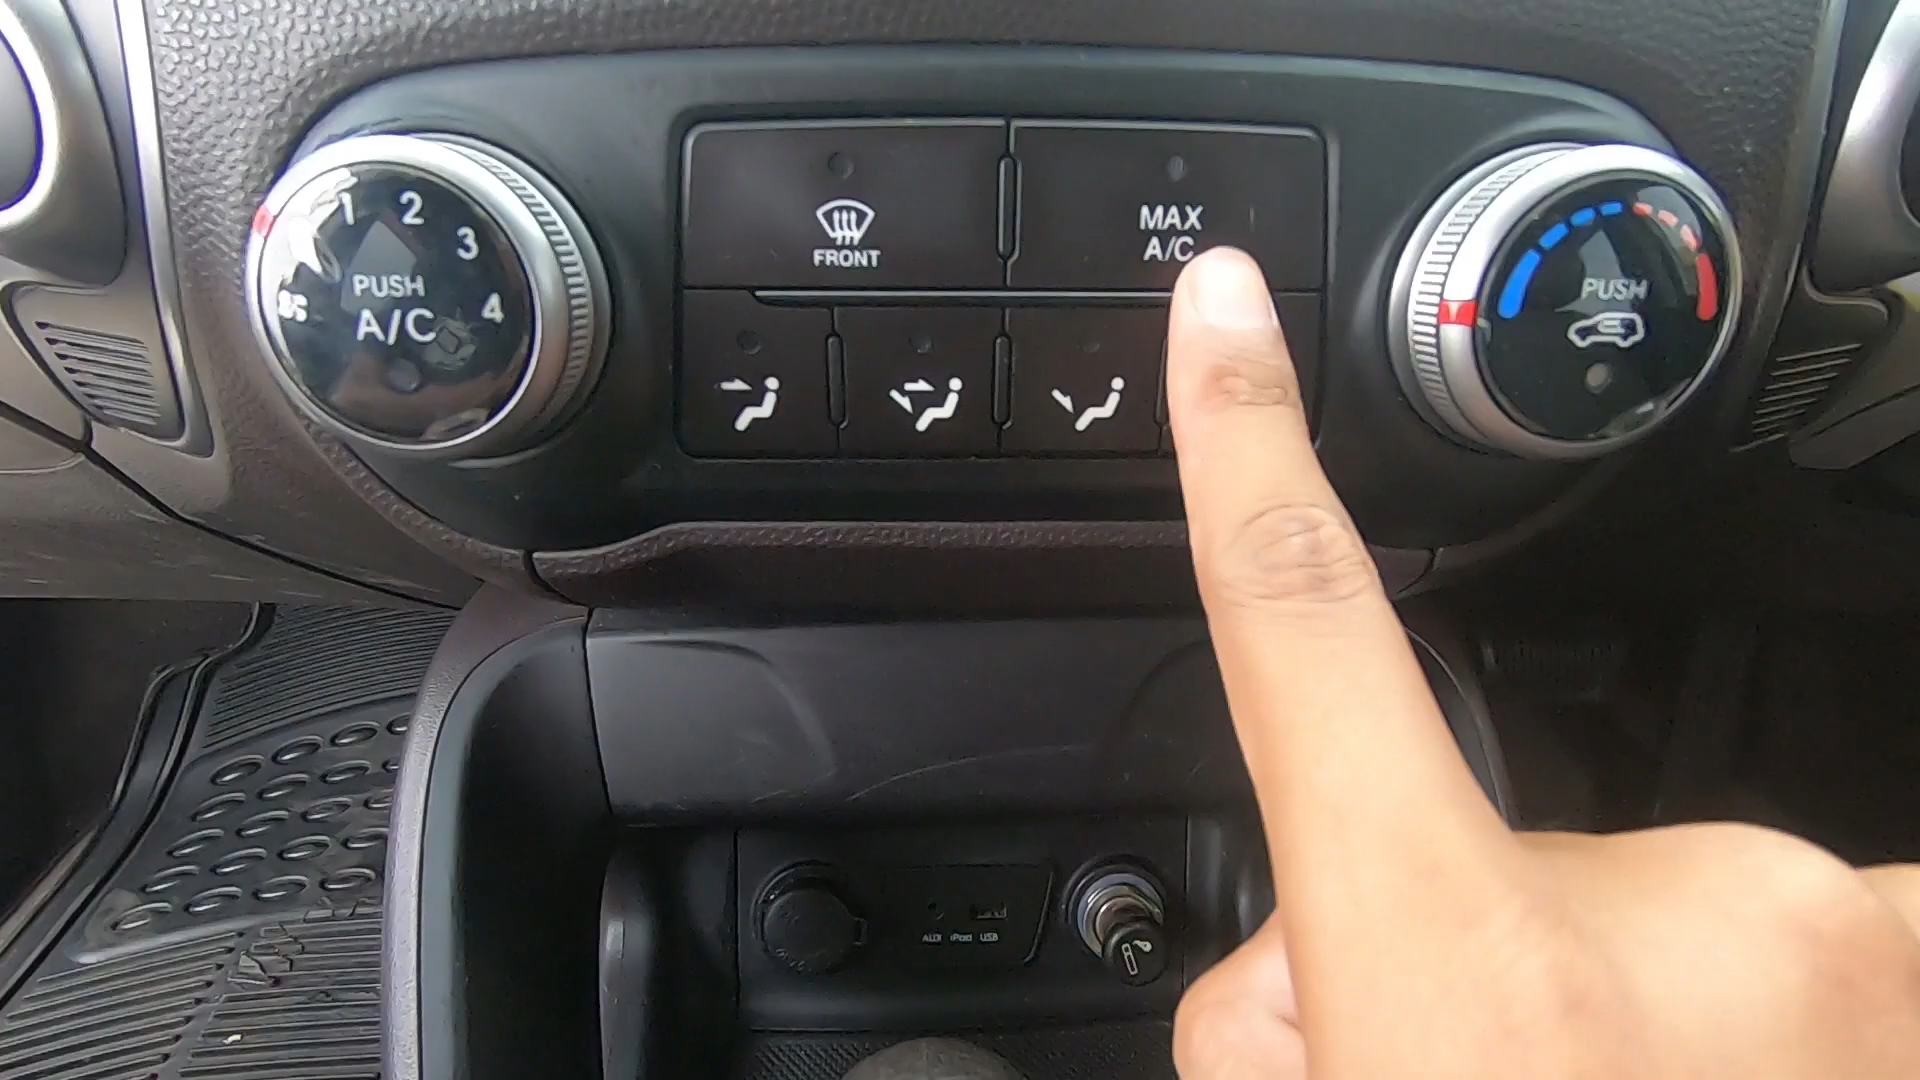 1 2 3 4
PUSH
A/C
FRONT
MAX
A/C
PUSH
AUX iPod USB